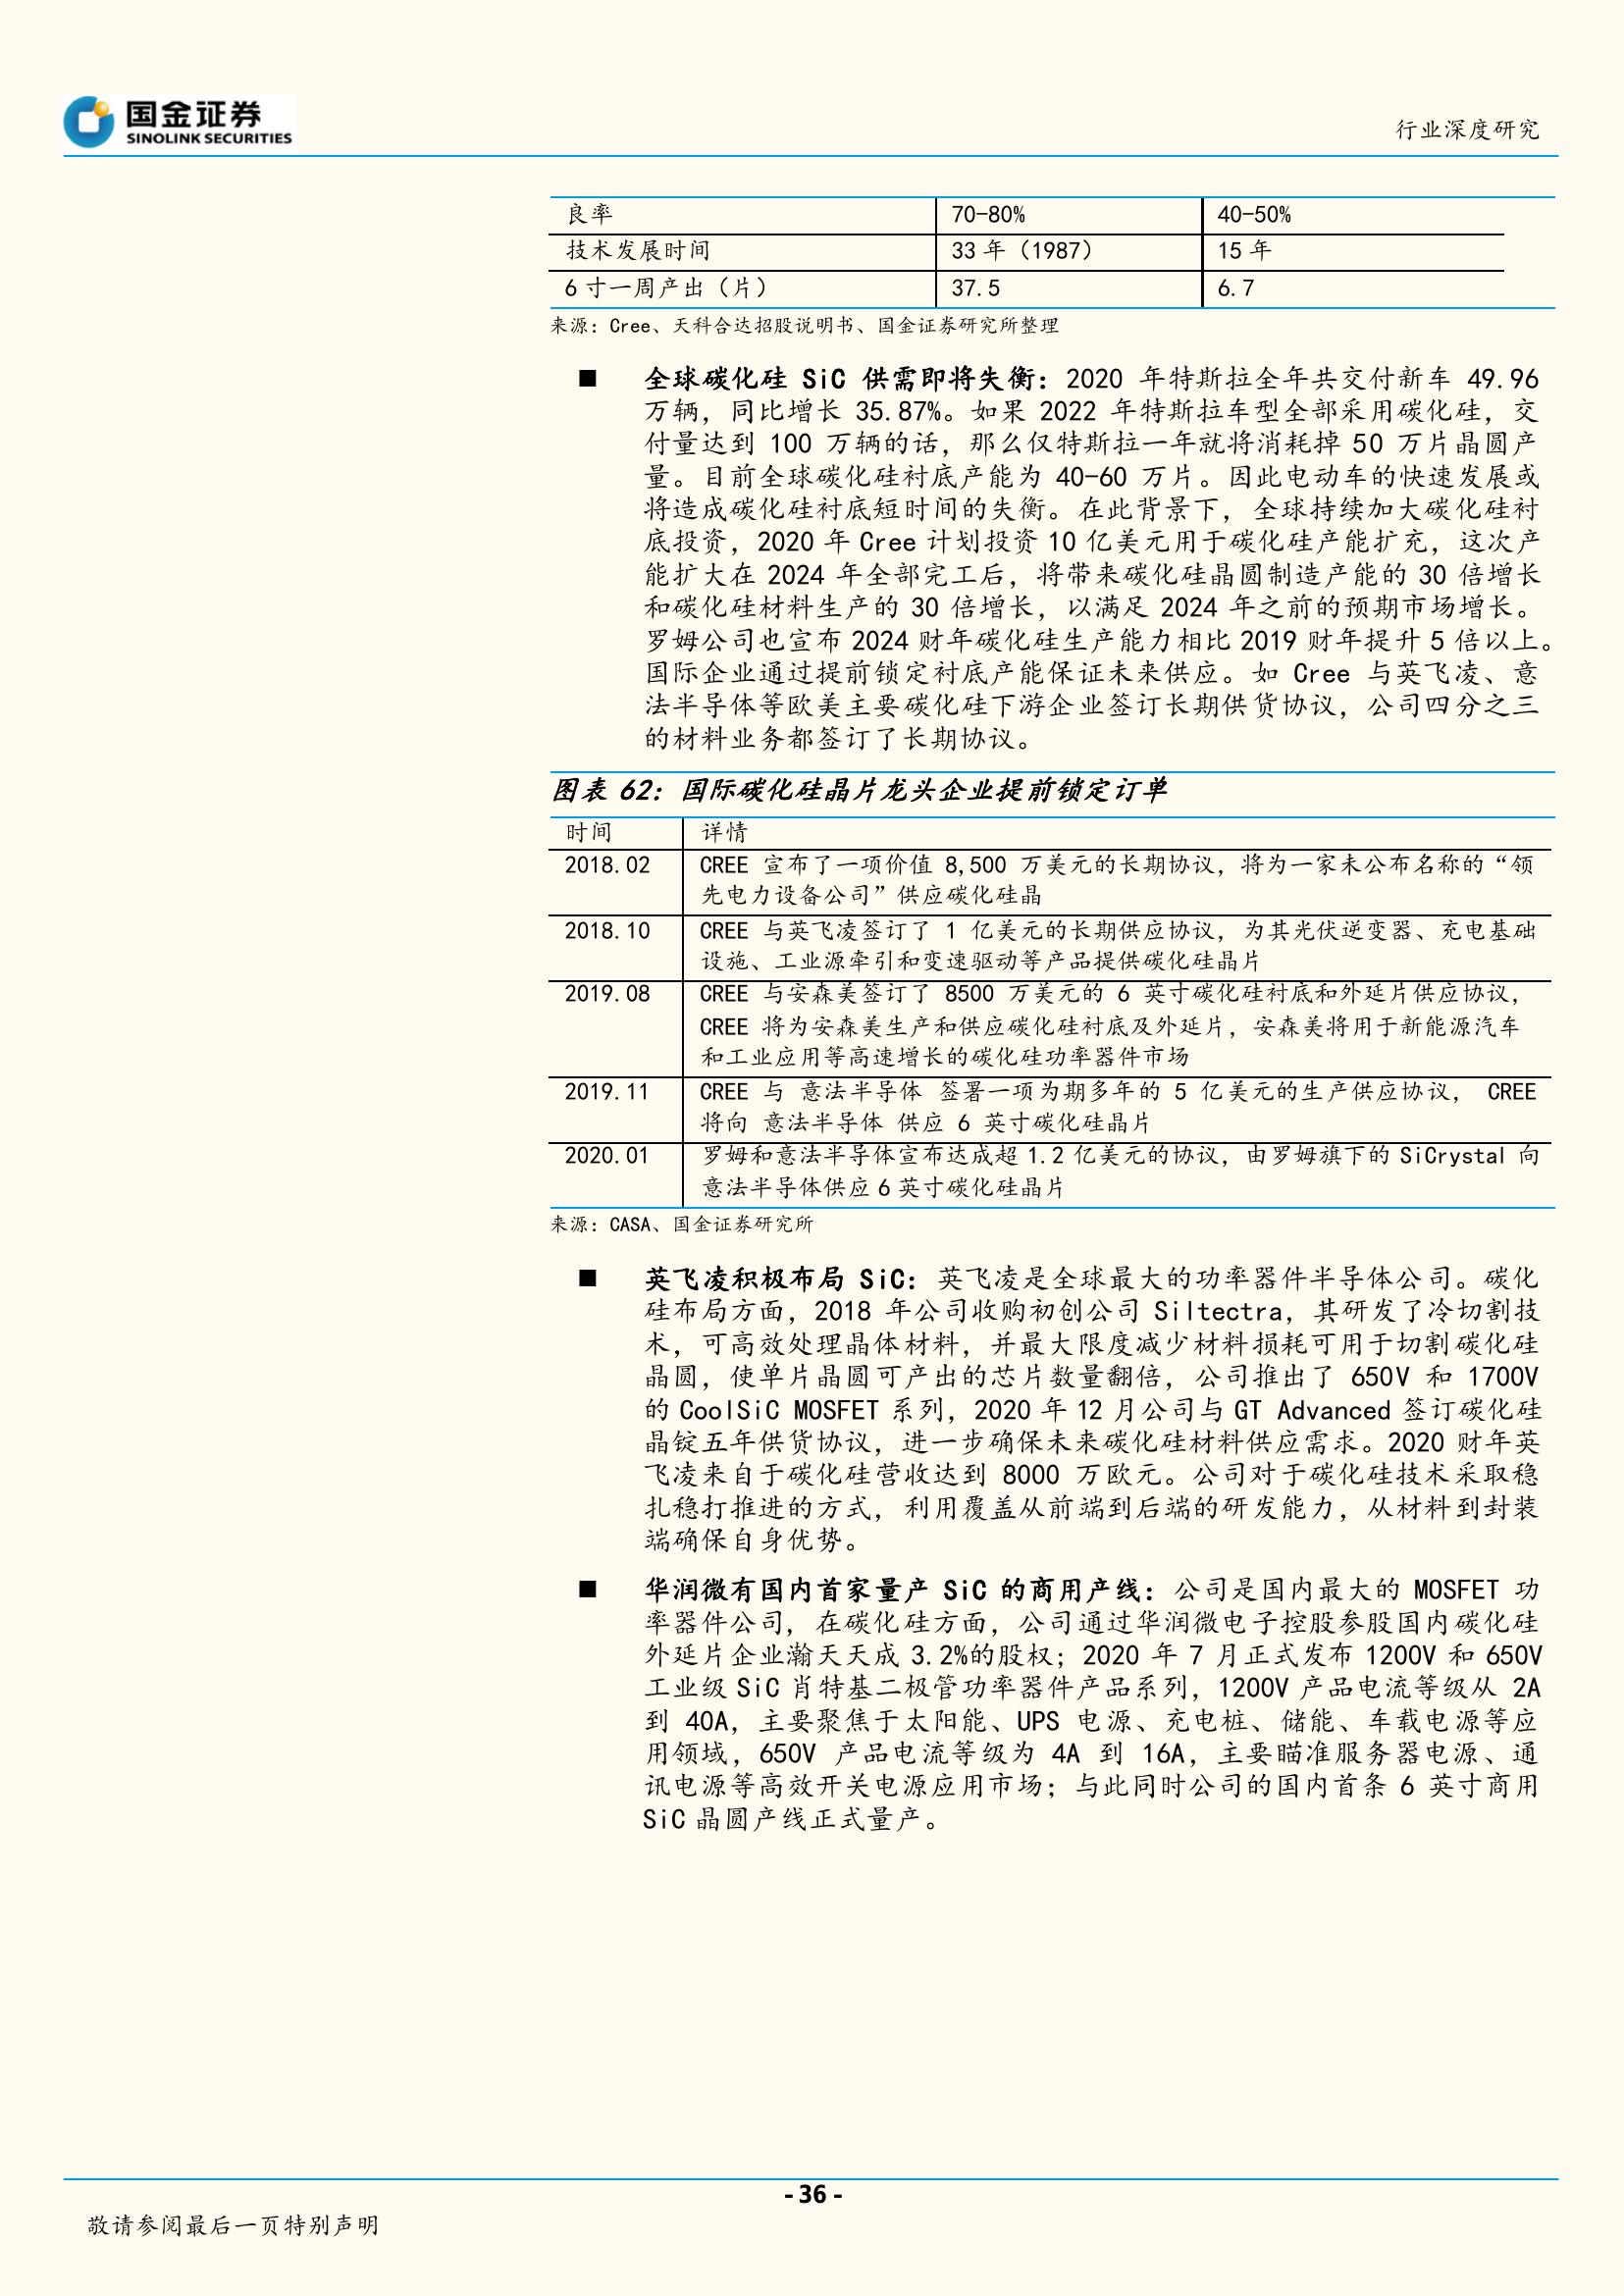 国金证券
SINOLINK SECURITIES
行业深度研究
良率 70-80% 40-50%
技术发展时间 33 年（1987） 15 年
6 寸一周产出（片） 37.5 6.7
来源：Cree、天科合达招股说明书、国金证券研究所整理
■ 全球碳化硅 SiC 供需即将失衡：2020 年特斯拉全年共交付新车 49.96
万辆，同比增长 35.87%。如果 2022 年特斯拉车型全部采用碳化硅，交
付量达到 100 万辆的话，那么仅特斯拉一年就将消耗掉 50 万片晶圆产
量。目前全球碳化硅衬底产能为 40-60 万片。因此电动车的快速发展或
将造成碳化硅衬底短时间的失衡。在此背景下，全球持续加大碳化硅衬
底投资，2020 年 Cree 计划投资 10 亿美元用于碳化硅产能扩充，这次产
能扩大在 2024 年全部完工后，将带来碳化硅晶圆制造产能的 30 倍增长
和碳化硅材料生产的 30 倍增长，以满足 2024 年之前的预期市场增长。
罗姆公司也宣布 2024 财年碳化硅生产能力相比 2019 财年提升 5 倍以上。
国际企业通过提前锁定衬底产能保证未来供应。如 Cree 与英飞凌、意
法半导体等欧美主要碳化硅下游企业签订长期供货协议，公司四分之三
的材料业务都签订了长期协议。
图表 62：国际碳化硅晶片龙头企业提前锁定订单
时间 详情
2018.02 CREE 宣布了一项价值 8,500 万美元的长期协议，将为一家未公布名称的“领
先电力设备公司”供应碳化硅晶
2018.10 CREE 与英飞凌签订了 1 亿美元的长期供应协议，为其光伏逆变器、充电基础
设施、工业源牵引和变速驱动等产品提供碳化硅晶片
2019.08 CREE 与安森美签订了 8500 万美元的 6 英寸碳化硅衬底和外延片供应协议，
CREE 将为安森美生产和供应碳化硅衬底及外延片，安森美将用于新能源汽车
和工业应用等高速增长的碳化硅功率器件市场
2019.11 CREE 与 意法半导体 签署一项为期多年的 5 亿美元的生产供应协议， CREE
将向 意法半导体 供应 6 英寸碳化硅晶片
2020.01 罗姆和意法半导体宣布达成超 1.2 亿美元的协议，由罗姆旗下的 SiCrystal 向
意法半导体供应 6 英寸碳化硅晶片
来源：CASA、国金证券研究所
■ 英飞凌积极布局 SiC：英飞凌是全球最大的功率器件半导体公司。碳化
硅布局方面，2018 年公司收购初创公司 Siltectra，其研发了冷切割技
术，可高效处理晶体材料，并最大限度减少材料损耗可用于切割碳化硅
晶圆，使单片晶圆可产出的芯片数量翻倍，公司推出了 650V 和 1700V
的 CoolSiC MOSFET 系列，2020 年 12 月公司与 GT Advanced 签订碳化硅
晶锭五年供货协议，进一步确保未来碳化硅材料供应需求。2020 财年英
飞凌来自于碳化硅营收达到 8000 万欧元。公司对于碳化硅技术采取稳
扎稳打推进的方式，利用覆盖从前端到后端的研发能力，从材料到封装
端确保自身优势。
■ 华润微有国内首家量产 SiC 的商用产线：公司是国内最大的 MOSFET 功
率器件公司，在碳化硅方面，公司通过华润微电子控股参股国内碳化硅
外延片企业瀚天天成 3.2%的股权；2020 年 7 月正式发布 1200V 和 650V
工业级 SiC 肖特基二极管功率器件产品系列，1200V 产品电流等级从 2A
到 40A，主要聚焦于太阳能、UPS 电源、充电桩、储能、车载电源等应
用领域，650V 产品电流等级为 4A 到 16A，主要瞄准服务器电源、通
讯电源等高效开关电源应用市场；与此同时公司的国内首条 6 英寸商用
SiC 晶圆产线正式量产。
- 36 -
敬请参阅最后一页特别声明